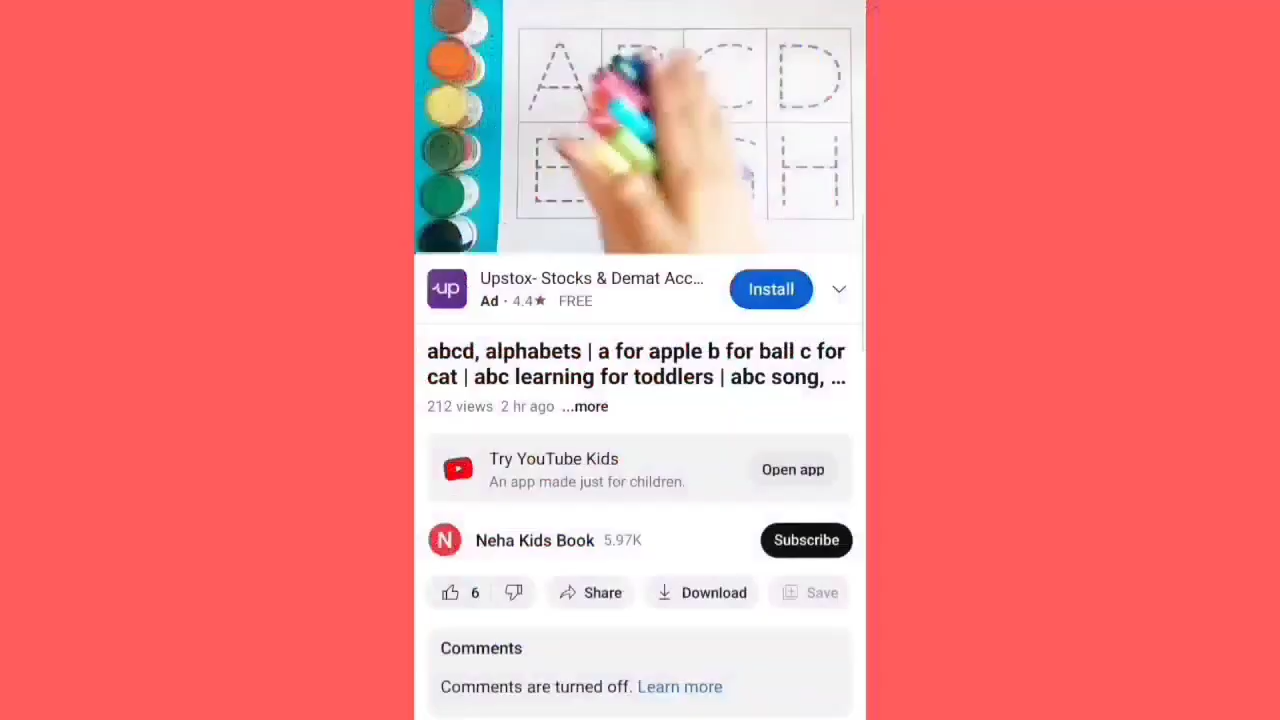 A B C D
E G H
up
Upstox- Stocks & Demat Acc...
Install
Ad · 4.4★ FREE
abcd, alphabets | a for apple b for ball c for
cat | abc learning for toddlers | abc song, ...
212 views 2 hr ago ...more
Try YouTube Kids
An app made just for children.
Open app
N
Neha Kids Book 5.97K
Subscribe
6
Share
Download
Save
Comments
Comments are turned off. Learn more